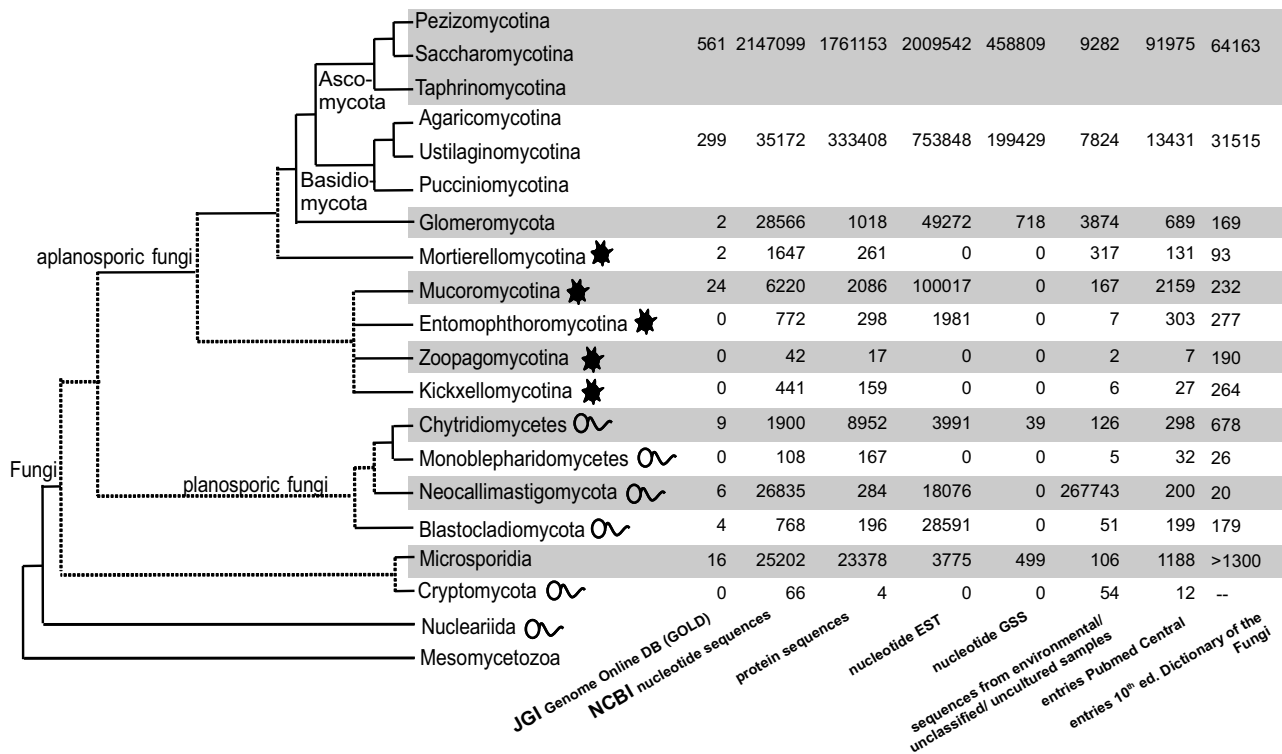 Pezizomycotina
Saccharomycotina 561 2147099 1761153 2009542 458809 9282 91975 64163
Taphrinomycotina
Asco-
mycota
Agaricomycotina
Ustilaginomycotina 299 35172 333408 753848 199429 7824 13431 31515
Pucciniomycotina
Basidio-
mycota
Glomeromycota 2 28566 1018 49272 718 3874 689 169
Mortierellomycotina 2 1647 261 0 0 317 131 93
aplanosporic fungi
Mucoromycotina 24 6220 2086 100017 0 167 2159 232
Entomophthoromycotina 0 772 298 1981 0 7 303 277
Zoopagomycotina 0 42 17 0 0 2 7 190
Kickxellomycotina 0 441 159 0 0 6 27 264
Chytridiomycetes 9 1900 8952 3991 39 126 298 678
Monoblepharidomycetes 0 108 167 0 0 5 32 26
Fungi
planosporic fungi
Neocallimastigomycota 6 26835 284 18076 0 267743 200 20
Blastocladiomycota 4 768 196 28591 0 51 199 179
Microsporidia 16 25202 23378 3775 499 106 1188 >1300
Cryptomycota 0 66 4 0 0 54 12 --
Nucleariida
Mesomycetozoa
JGI Genome Online DB (GOLD)
NCBI nucleotide sequences
protein sequences
nucleotide EST
nucleotide GSS
sequences from environmental/
unclassified/ uncultured samples
entries Pubmed Central
entries 10th ed. Dictionary of the
Fungi